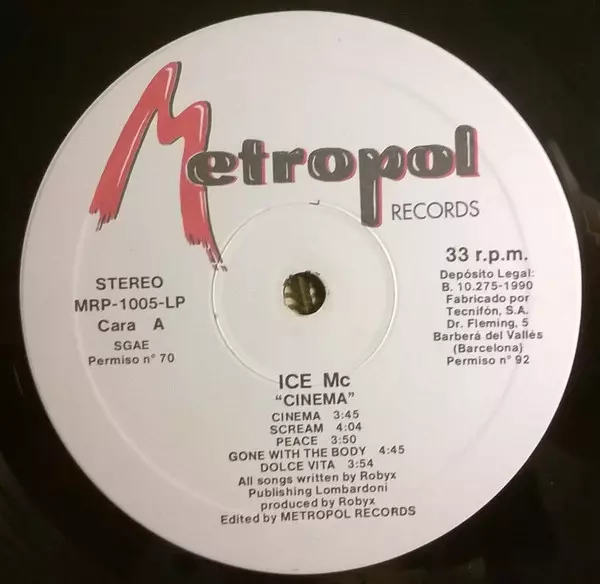 Metropol
RECORDS
STEREO
MRP-1005-LP
Cara A
SGAE
Permiso nº 70
33 r.p.m.
Depósito Legal:
B. 10.275-1990
Fabricado por
Tecnifón, S.A.
Dr. Fleming, 5
Barberá del Vallés
(Barcelona)
Permiso nº 92
ICE Mc
"CINEMA"
CINEMA 3:45
SCREAM 4:04
PEACE 3:50
GONE WITH THE BODY 4:45
DOLCE VITA 3:54
All songs written by Robyx
Publishing Lombardoni
produced by Robyx
Edited by METROPOL RECORDS